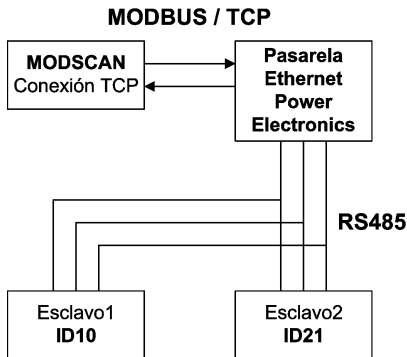 MODBUS / TCP
MODSCAN
Conexión TCP
Pasarela
Ethernet
Power
Electronics
RS485
Esclavo1
ID10
Esclavo2
ID21